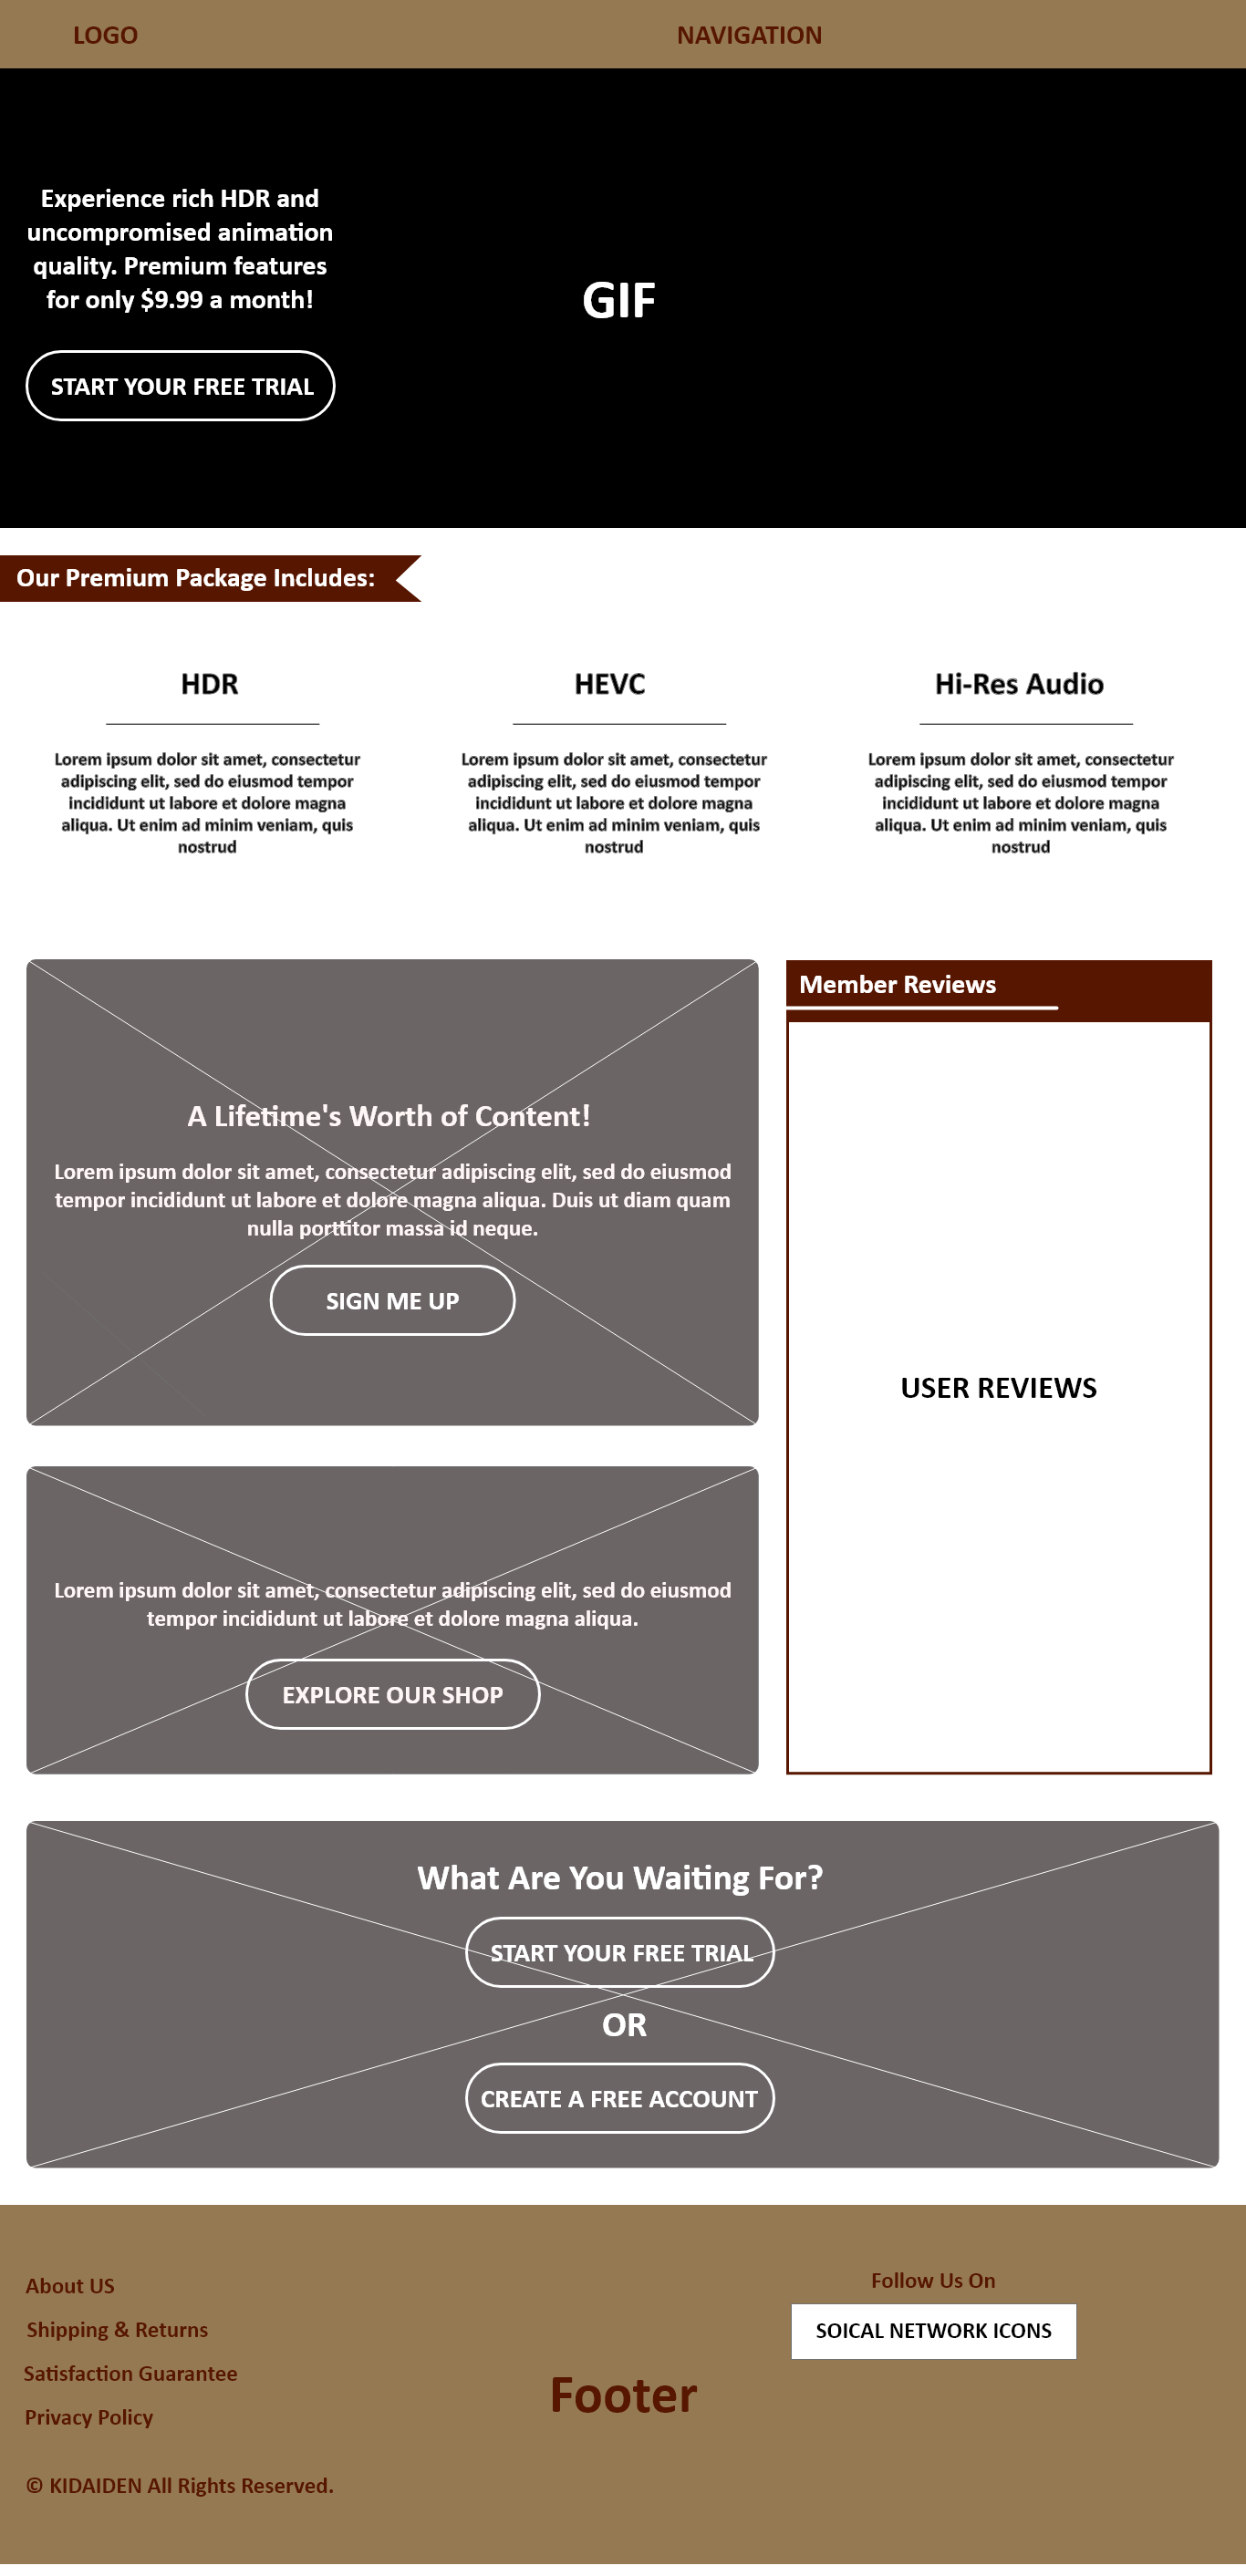 LOGO
NAVIGATION
Experience rich HDR and
uncompromised animation
quality. Premium features
for only $9.99 a month!
GIF
START YOUR FREE TRIAL
Our Premium Package Includes:
HDR
Lorem ipsum dolor sit amet, consectetur
adipiscing elit, sed do eiusmod tempor
incididunt ut labore et dolore magna
aliqua. Ut enim ad minim veniam, quis
nostrud
HEVC
Lorem ipsum dolor sit amet, consectetur
adipiscing elit, sed do eiusmod tempor
incididunt ut labore et dolore magna
aliqua. Ut enim ad minim veniam, quis
nostrud
Hi-Res Audio
Lorem ipsum dolor sit amet, consectetur
adipiscing elit, sed do eiusmod tempor
incididunt ut labore et dolore magna
aliqua. Ut enim ad minim veniam, quis
nostrud
A Lifetime's Worth of Content!
Lorem ipsum dolor sit amet, consectetur adipiscing elit, sed do eiusmod
tempor incididunt ut labore et dolore magna aliqua. Duis ut diam quam
nulla porttitor massa id neque.
SIGN ME UP
Lorem ipsum dolor sit amet, consectetur adipiscing elit, sed do eiusmod
tempor incididunt ut labore et dolore magna aliqua.
EXPLORE OUR SHOP
Member Reviews
USER REVIEWS
What Are You Waiting For?
START YOUR FREE TRIAL
OR
CREATE A FREE ACCOUNT
About US
Shipping & Returns
Satisfaction Guarantee
Privacy Policy
© KIDAIDEN All Rights Reserved.
Footer
Follow Us On
SOICAL NETWORK ICONS